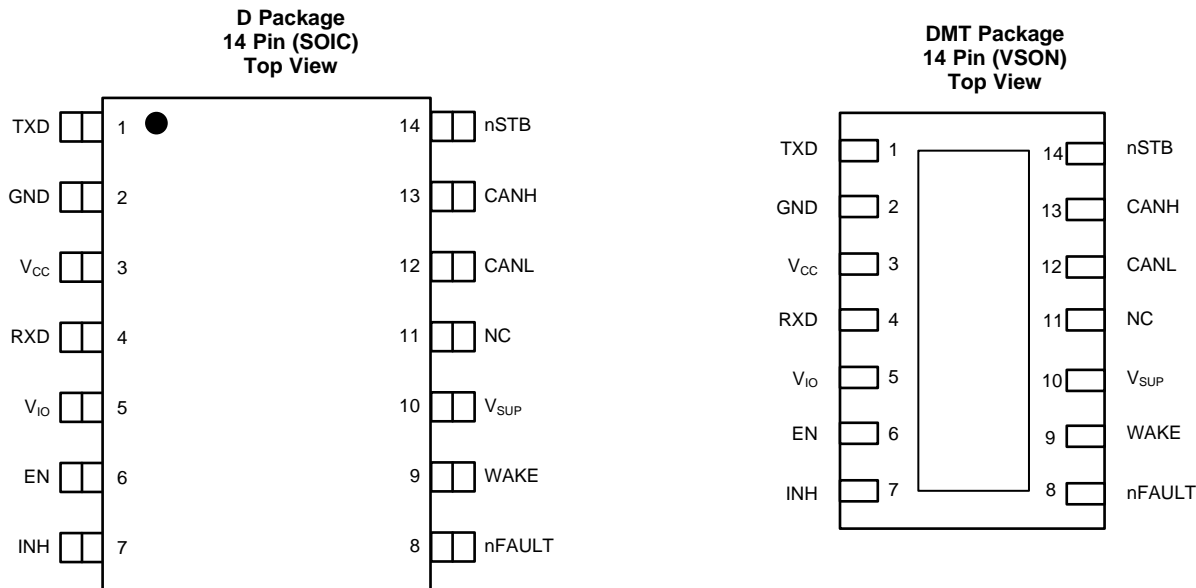 D Package
14 Pin (SOIC)
Top View
TXD 1 14 nSTB
GND 2 13 CANH
VCC 3 12 CANL
RXD 4 11 NC
VIO 5 10 VSUP
EN 6 9 WAKE
INH 7 8 nFAULT
DMT Package
14 Pin (VSON)
Top View
TXD 1 14 nSTB
GND 2 13 CANH
VCC 3 12 CANL
RXD 4 11 NC
VIO 5 10 VSUP
EN 6 9 WAKE
INH 7 8 nFAULT